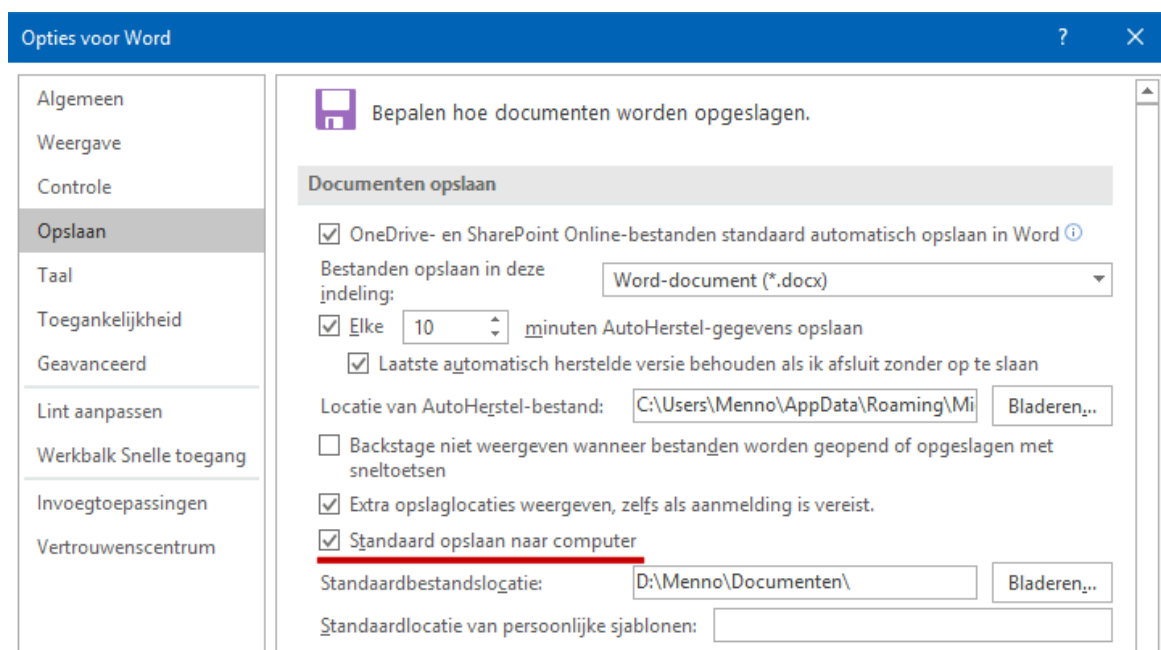 Opties voor Word
?
×
Algemeen
Weergave
Controle
Opslaan
Taal
Toegankelijkheid
Geavanceerd
Lint aanpassen
Werkbalk Snelle toegang
Invoegtoepassingen
Vertrouwenscentrum
Bepalen hoe documenten worden opgeslagen.
Documenten opslaan
OneDrive- en SharePoint Online-bestanden standaard automatisch opslaan in Word
Bestanden opslaan in deze
indeling:
Word-document (*.docx)
Elke 10 minuten AutoHerstel-gegevens opslaan
Laatste automatisch herstelde versie behouden als ik afsluit zonder op te slaan
Locatie van AutoHerstel-bestand: C:\Users\Menno\AppData\Roaming\Mi Bladeren...
Backstage niet weergeven wanneer bestanden worden geopend of opgeslagen met
sneltoetsen
Extra opslaglocaties weergeven, zelfs als aanmelding is vereist.
Standaard opslaan naar computer
Standaardbestandslocatie: D:\Menno\Documenten\ Bladeren...
Standaardlocatie van persoonlijke sjablonen: